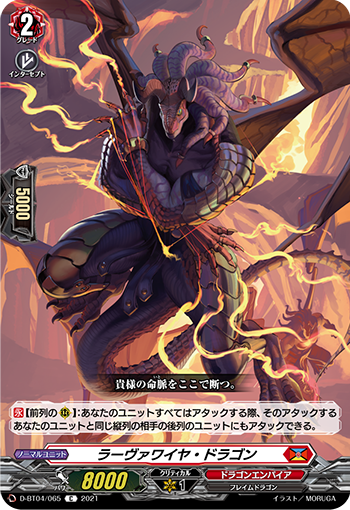 2
グレード
インターセプト
5000
シールド
貴様の命脈をここで断つ。
いのち
永【前列の R】:あなたのユニットすべてはアタックする際、そのアタックするあなたのユニットと同じ縦列の相手の後列のユニットにもアタックできる。
ノーマルユニット
ラーヴァワイヤ・ドラゴン
パワー 8000
クリティカル
1
ドラゴンエンパイア
フレイムドラゴン
D-BT04/065 C 2021
イラスト／MORUGA